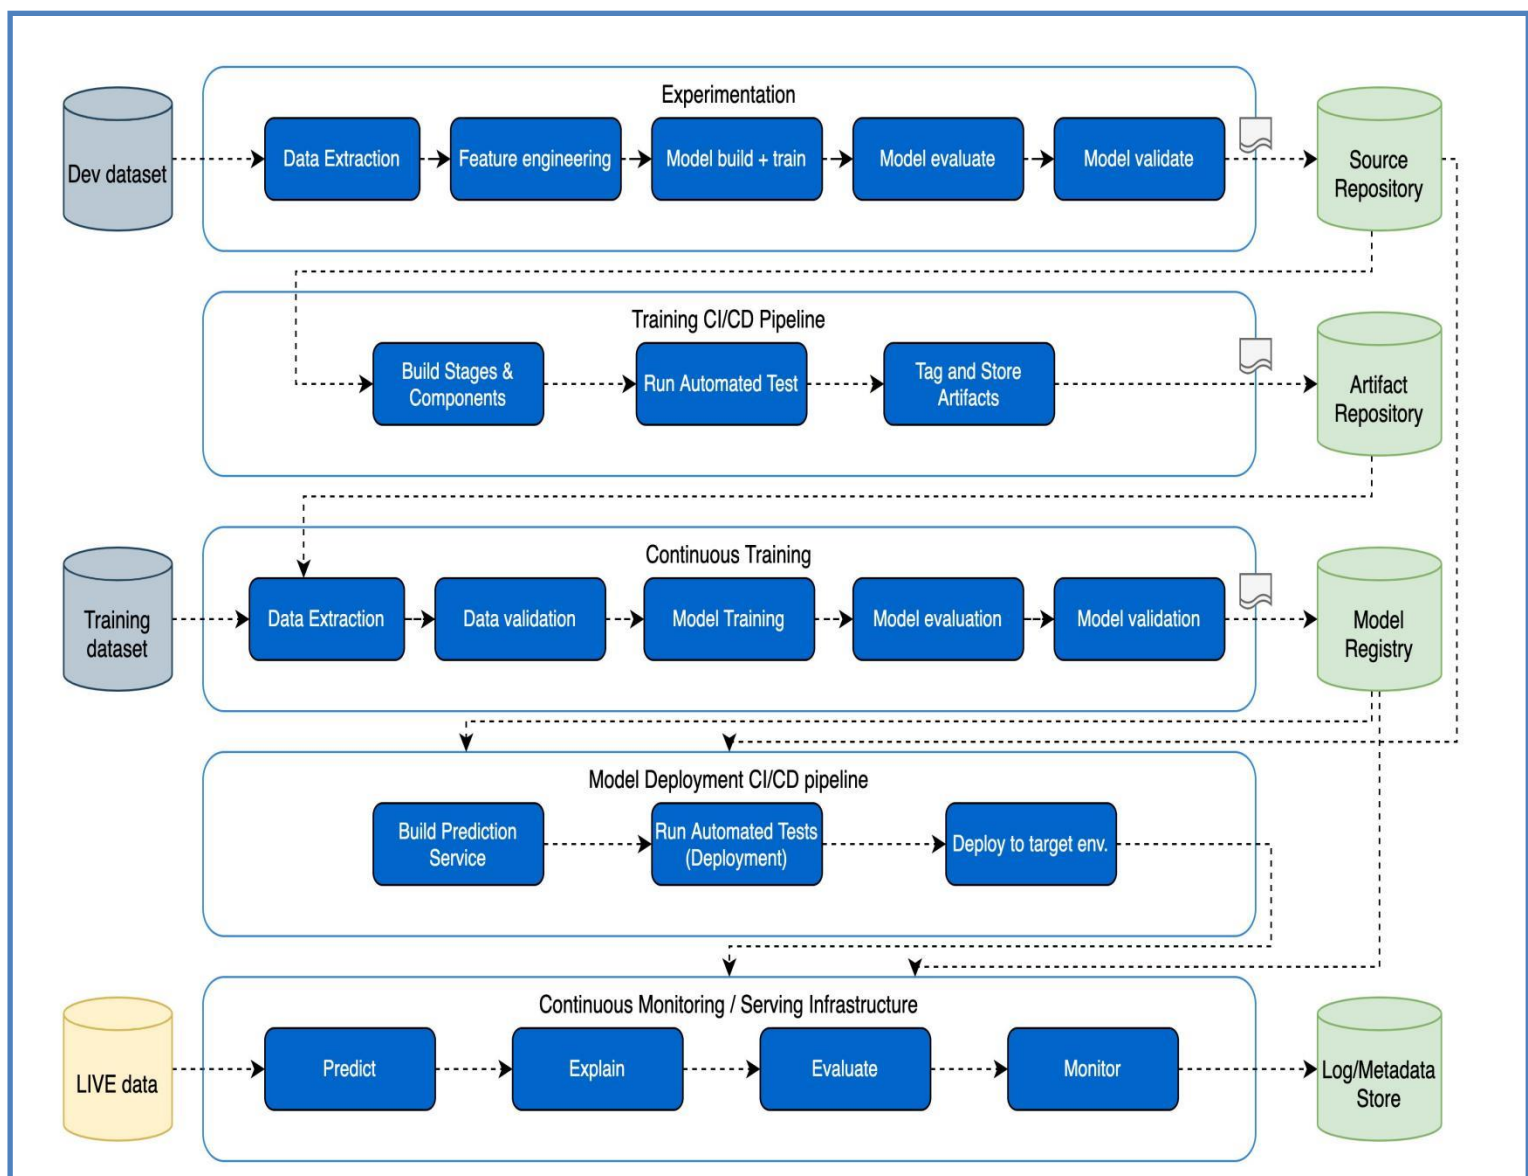 Experimentation
Dev dataset
Data Extraction
Feature engineering
Model build + train
Model evaluate
Model validate
Source
Repository
Training CI/CD Pipeline
Build Stages &
Components
Run Automated Test
Tag and Store
Artifacts
Artifact
Repository
Continuous Training
Training
dataset
Data Extraction
Data validation
Model Training
Model evaluation
Model validation
Model
Registry
Model Deployment CI/CD pipeline
Build Prediction
Service
Run Automated Tests
(Deployment)
Deploy to target env.
Continuous Monitoring / Serving Infrastructure
LIVE data
Predict
Explain
Evaluate
Monitor
Log/Metadata
Store